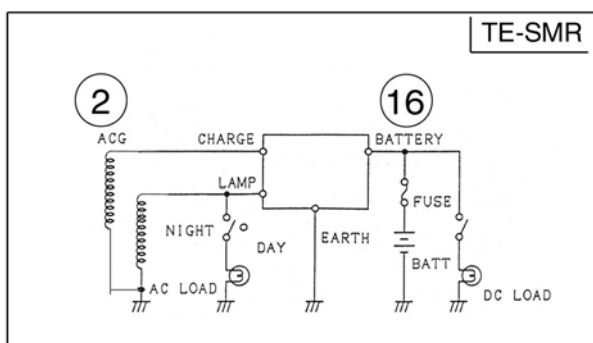 TE-SMR
2
16
ACG
CHARGE
BATTERY
LAMP
FUSE
NIGHT
DAY
EARTH
BATT
AC LOAD
DC LOAD